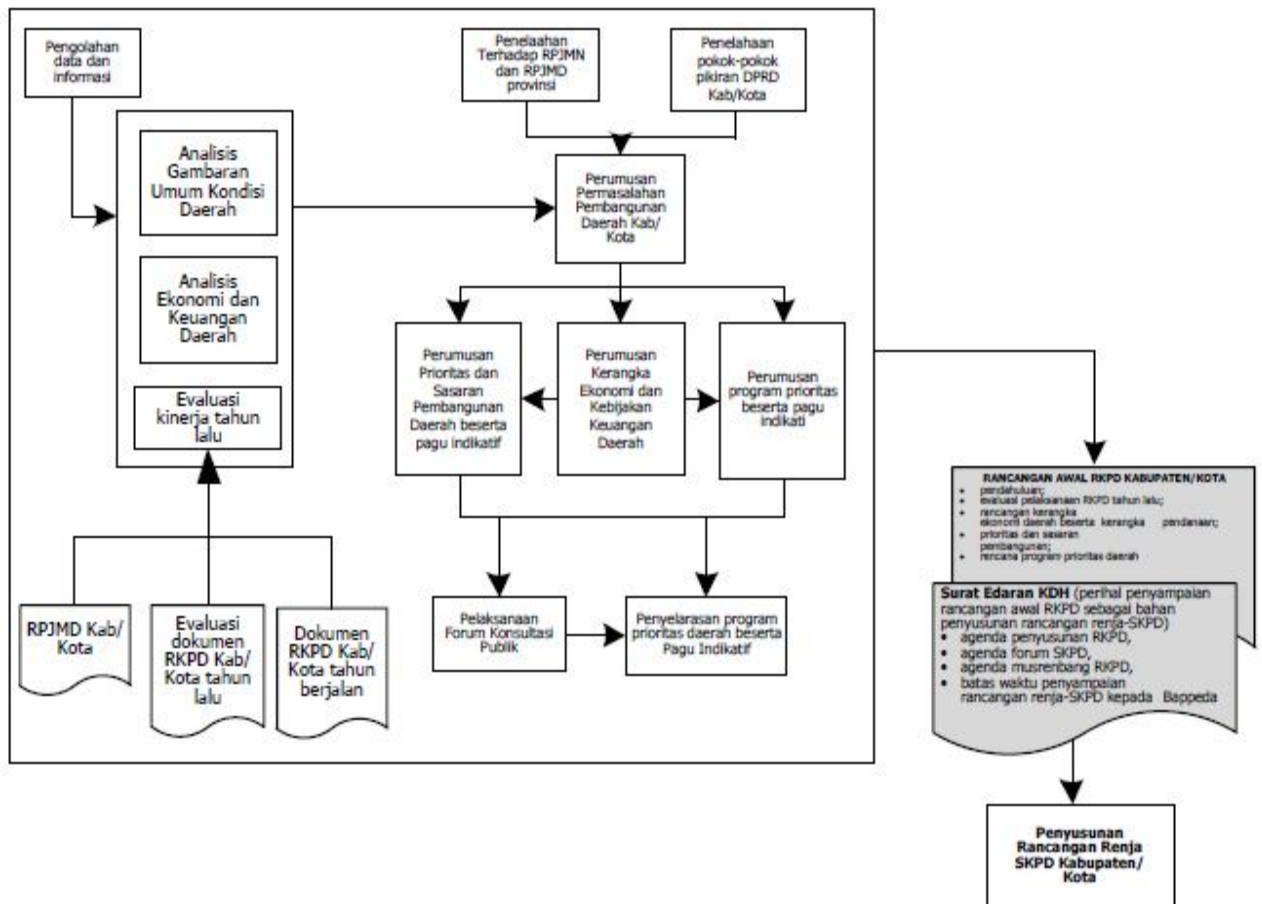 Pengolahan
data dan
informasi
Penelaahan
Terhadap RPJMN
dan RPJMD
provinsi
Penelahaan
pokok-pokok
pikiran DPRD
Kab/Kota
Analisis
Gambaran
Umum Kondisi
Daerah
Analisis
Ekonomi dan
Keuangan
Daerah
Evaluasi
kinerja tahun
lalu
Perumusan
Permasalahan
Pembangunan
Daerah Kab/
Kota
Perumusan
Prioritas dan
Sasaran
Pembangunan
Daerah beserta
pagu indikatif
Perumusan
Kerangka
Ekonomi dan
Kebijakan
Keuangan
Daerah
Perumusan
program prioritas
beserta pagu
indikati
RPJMD Kab/
Kota
Evaluasi
dokumen
RKPD Kab/
Kota tahun
lalu
Dokumen
RKPD Kab/
Kota tahun
berjalan
Pelaksanaan
Forum Konsultasi
Publik
Penyelarasan program
prioritas daerah beserta
Pagu Indikatif
RANCANGAN AWAL RKPD KABUPATEN/KOTA
• pendahuluan;
• evaluasi pelaksanaan RKPD tahun lalu;
• rancangan kerangka
ekonomi daerah beserta kerangka pendanaan;
• prioritas dan sasaran
pembangunan;
• rencana program prioritas daerah
Surat Edaran KDH (perihal penyampaian
rancangan awal RKPD sebagai bahan
penyusunan rancangan renja-SKPD)
• agenda penyusunan RKPD,
• agenda forum SKPD,
• agenda musrenbang RKPD,
• batas waktu penyampaian
rancangan renja-SKPD kepada Bappeda
Penyusunan
Rancangan Renja
SKPD Kabupaten/
Kota